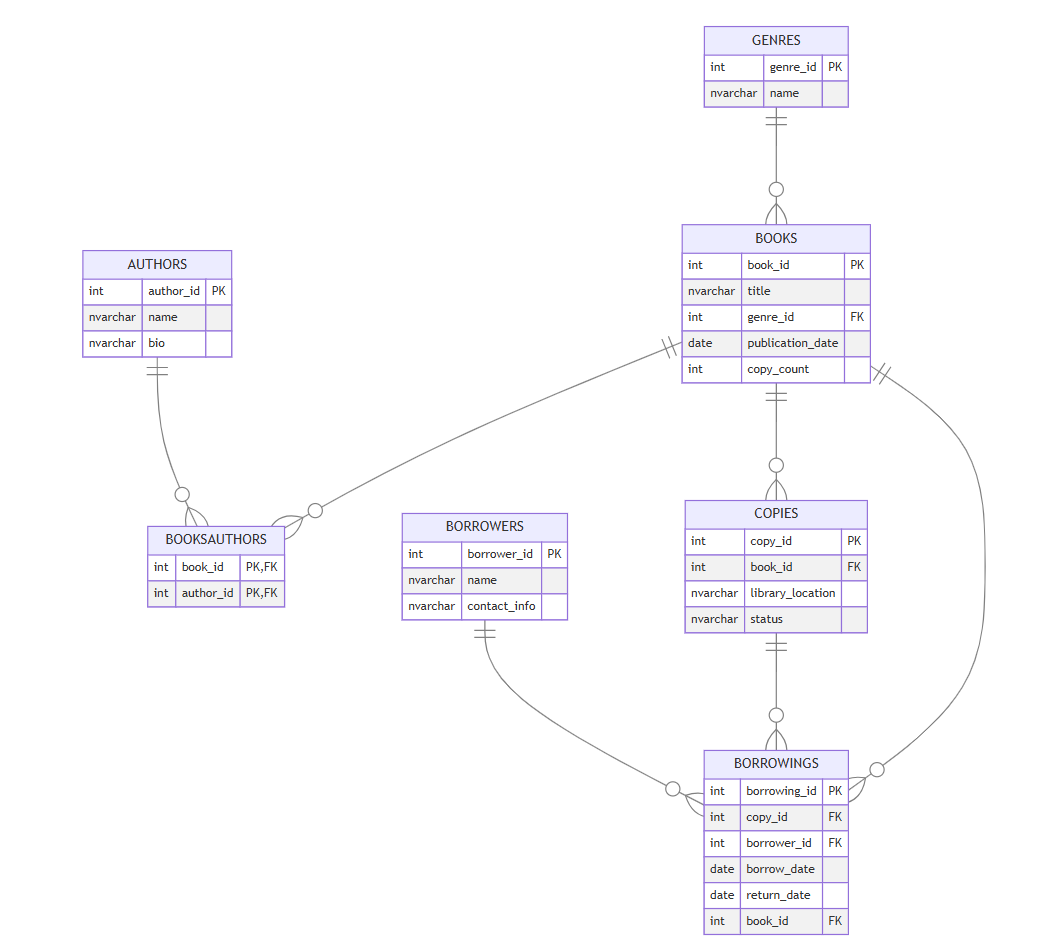 GENRES
int genre_id PK
nvarchar name
BOOKS
int book_id PK
nvarchar title
int genre_id FK
date publication_date
int copy_count
AUTHORS
int author_id PK
nvarchar name
nvarchar bio
BOOKSAUTHORS
int book_id PK,FK
int author_id PK,FK
BORROWERS
int borrower_id PK
nvarchar name
nvarchar contact_info
COPIES
int copy_id PK
int book_id FK
nvarchar library_location
nvarchar status
BORROWINGS
int borrowing_id PK
int copy_id FK
int borrower_id FK
date borrow_date
date return_date
int book_id FK